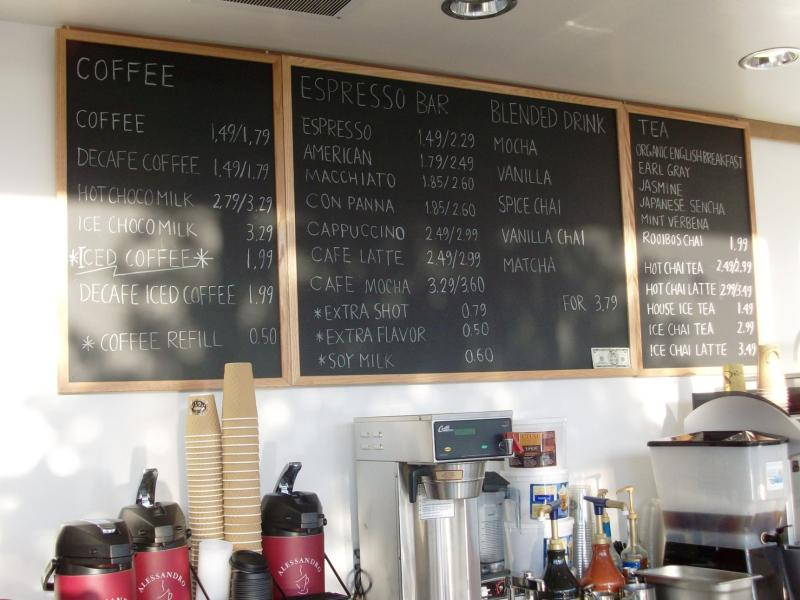 COFFEE
COFFEE 1,49/1,79
DECAFE COFFEE 1.49/1.79
HOT CHOCO MILK 2.79/3.29
ICE CHOCO MILK 3.29
*ICED COFFEE* 1,99
DECAFE ICED COFFEE 1.99
*COFFEE REFILL 0.50
ESPRESSO BAR
ESPRESSO 1.49/2.29
AMERICAN 1.79/2.49
MACCHIATO 1.85/2.60
CON PANNA 1.85/2.60
CAPPUCCINO 2.49/2.99
CAFE LATTE 2.49/2.99
CAFE MOCHA 3.29/3.60
*EXTRA SHOT 0.79
*EXTRA FLAVOR 0.50
*SOY MILK 0.60
BLENDED DRINK
MOCHA
VANILLA
SPICE CHAI
VANILLA CHAI
MATCHA
FOR 3.79
TEA
ORGANIC ENGLISH BREAKFAST
EARL GRAY
JASMINE
JAPANESE SENCHA
MINT VERBENA
ROOIBOS CHAI 1.99
HOT CHAI TEA 2.49/2.99
HOT CHAI LATTE 2.99/3.49
HOUSE ICE TEA 1.49
ICE CHAI TEA 2.99
ICE CHAI LATTE 3.49
Curtis
ALESSANDRO
ALESSANDRO
ALESSANDRO